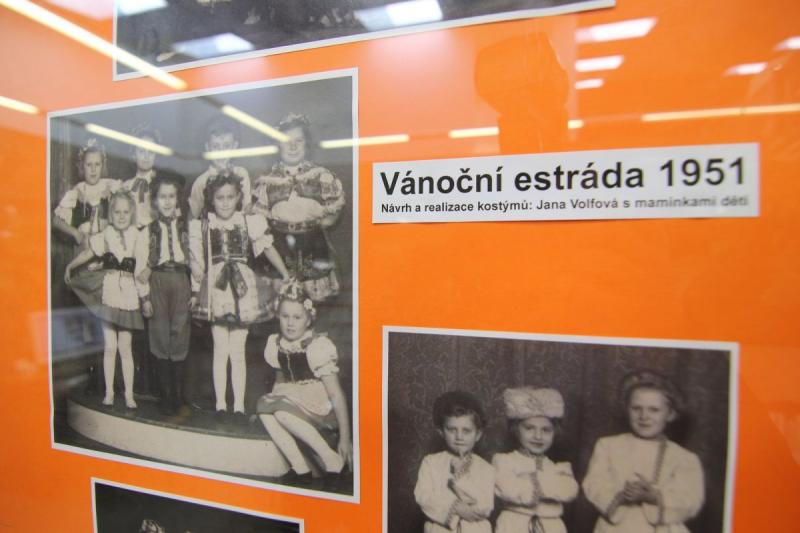 Vánoční estráda 1951
Návrh a realizace kostýmů: Jana Volfová s maminkami dětí